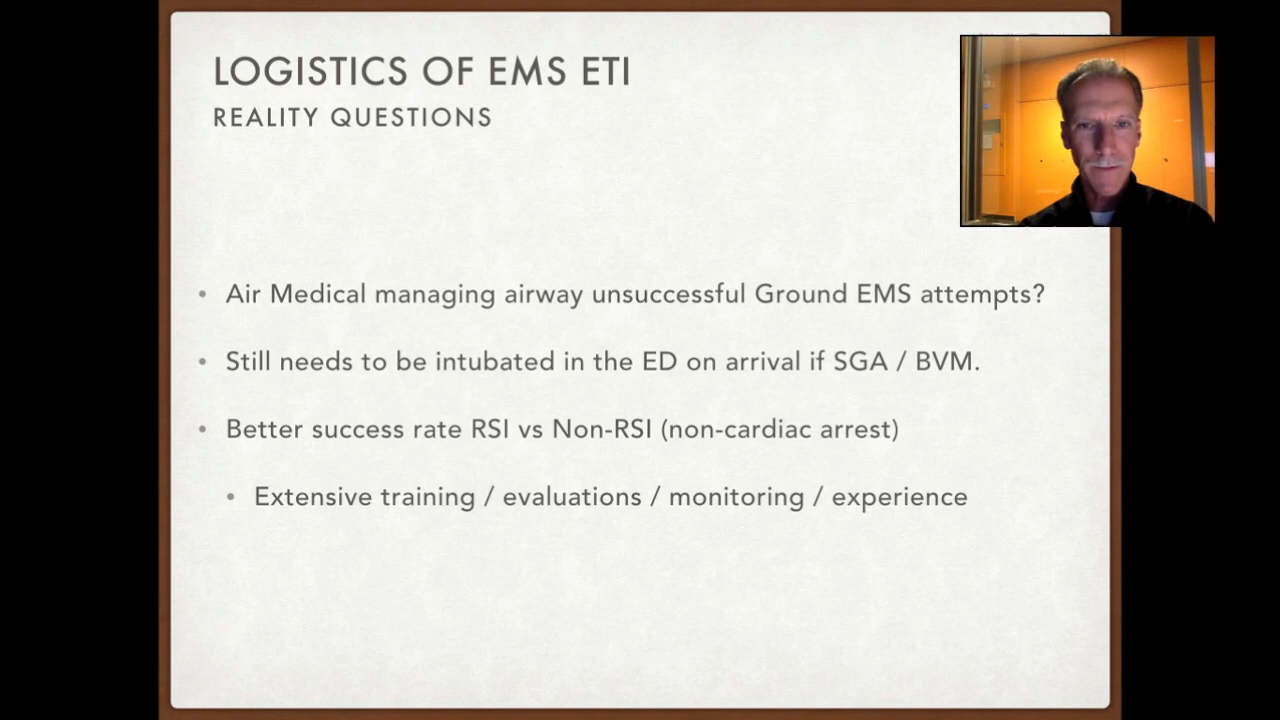 LOGISTICS OF EMS ETI
REALITY QUESTIONS
• Air Medical managing airway unsuccessful Ground EMS attempts?
• Still needs to be intubated in the ED on arrival if SGA / BVM.
• Better success rate RSI vs Non-RSI (non-cardiac arrest)
• Extensive training / evaluations / monitoring / experience